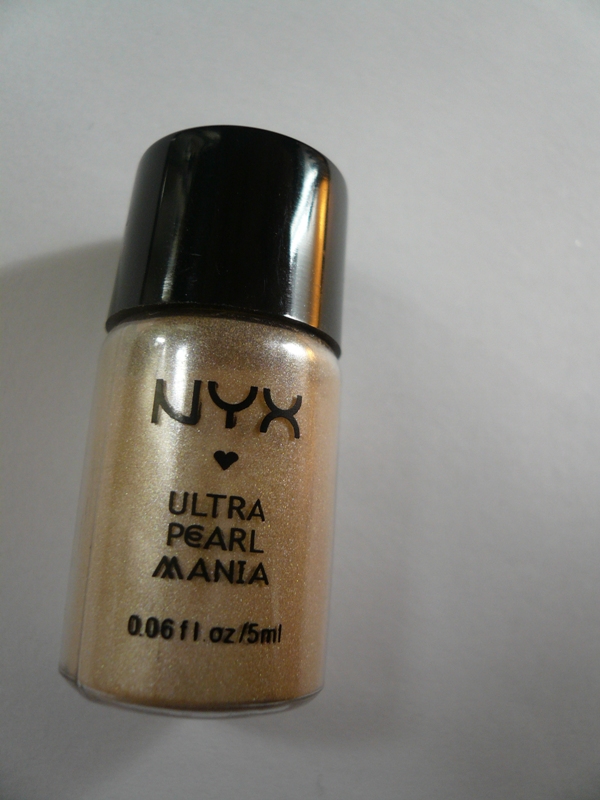 NYX
ULTRA
PEARL
MANIA
0.06 fl.oz/5ml